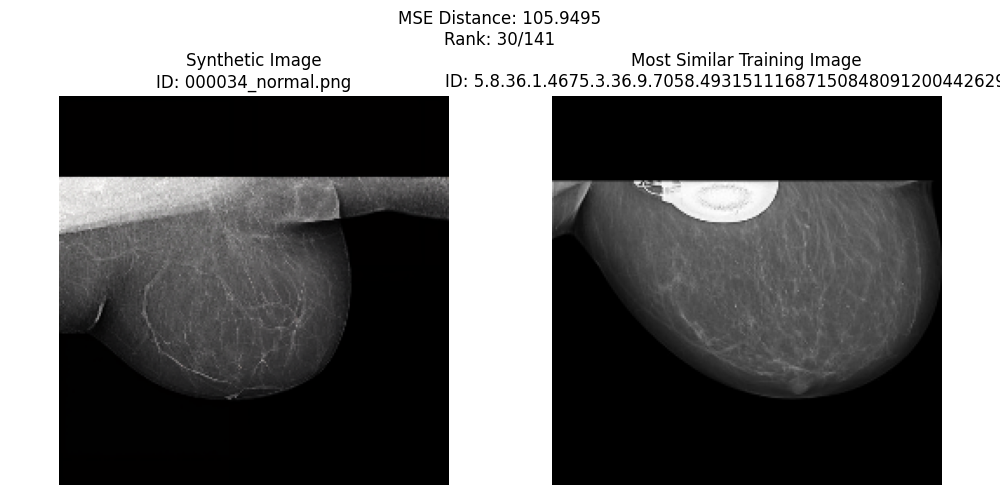 MSE Distance: 105.9495
Rank: 30/141
Synthetic Image
ID: 000034_normal.png
Most Similar Training Image
ID: 5.8.36.1.4675.3.36.9.7058.49315111687150848091200442629